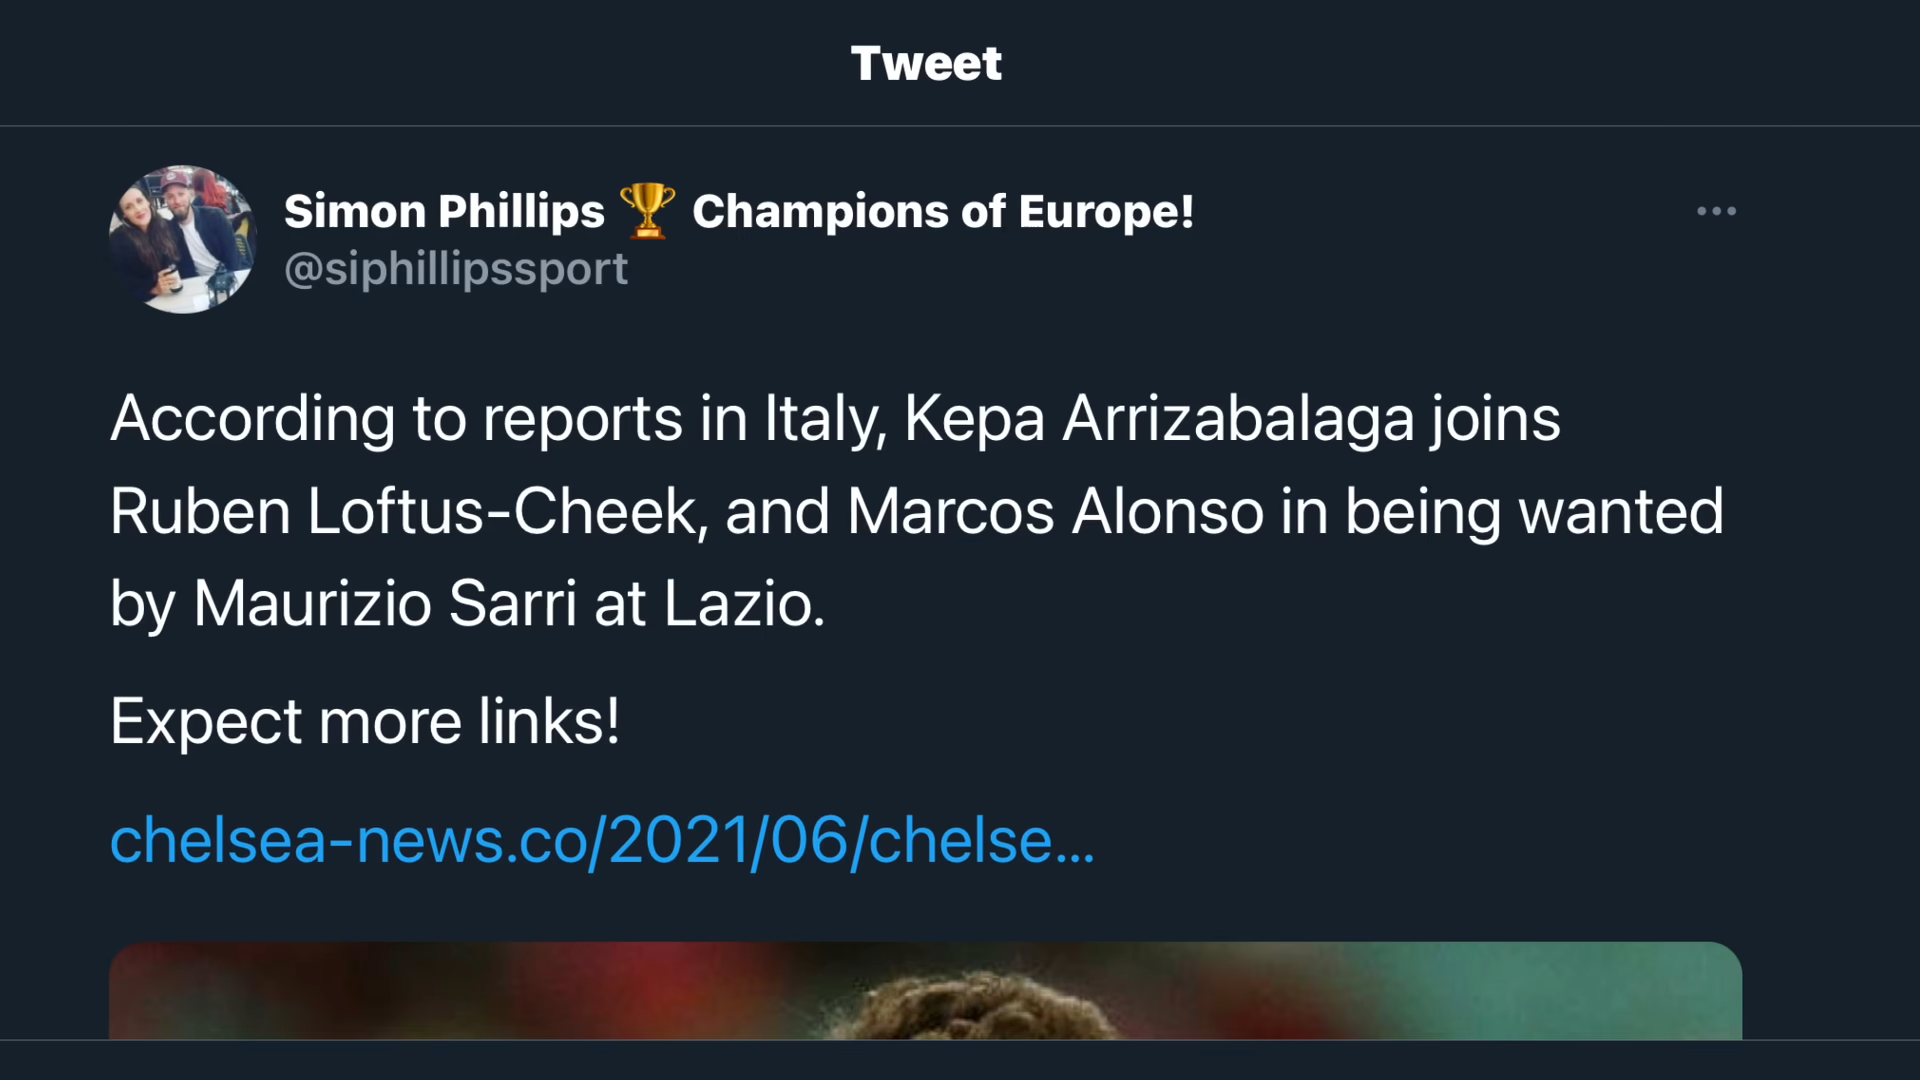 Tweet
Simon Phillips 🏆 Champions of Europe!
@siphillipssport
According to reports in Italy, Kepa Arrizabalaga joins
Ruben Loftus-Cheek, and Marcos Alonso in being wanted
by Maurizio Sarri at Lazio.
Expect more links!
chelsea-news.co/2021/06/chelse...